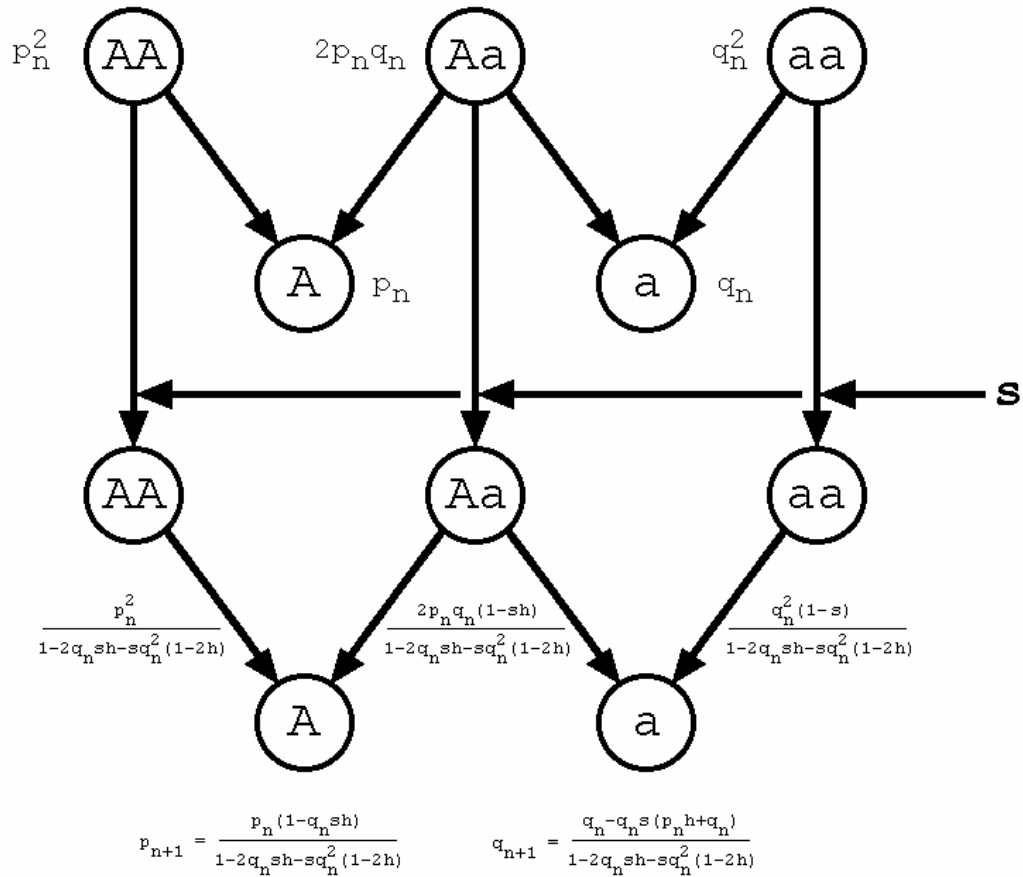 p_n^2 AA 2p_nq_n Aa q_n^2 aa
A p_n a q_n
s
AA Aa aa
p_n^2 / 1-2q_nsh-sq_n^2(1-2h) 2p_nq_n(1-sh) / 1-2q_nsh-sq_n^2(1-2h) q_n^2(1-s) / 1-2q_nsh-sq_n^2(1-2h)
A a
p_{n+1} = p_n(1-q_nsh) / 1-2q_nsh-sq_n^2(1-2h) q_{n+1} = q_n-q_ns(p_nh+q_n) / 1-2q_nsh-sq_n^2(1-2h)